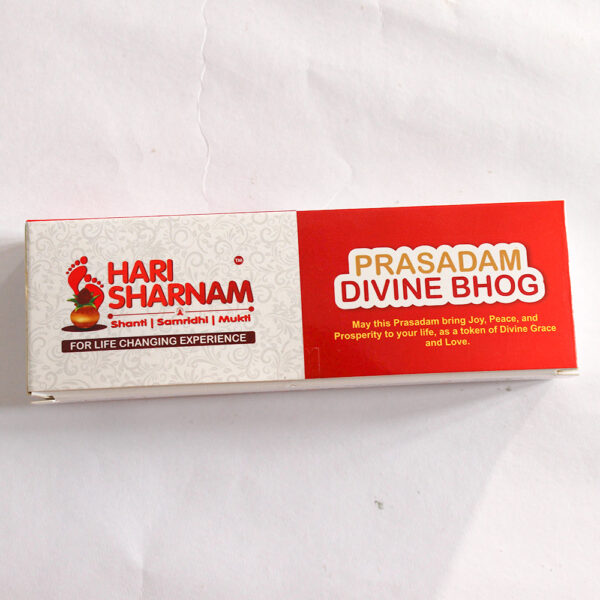 HARI
SHARNAM
TM
Shanti | Samridhi | Mukti
FOR LIFE CHANGING EXPERIENCE
PRASADAM
DIVINE BHOG
May this Prasadam bring Joy, Peace, and
Prosperity to your life, as a token of Divine Grace
and Love.